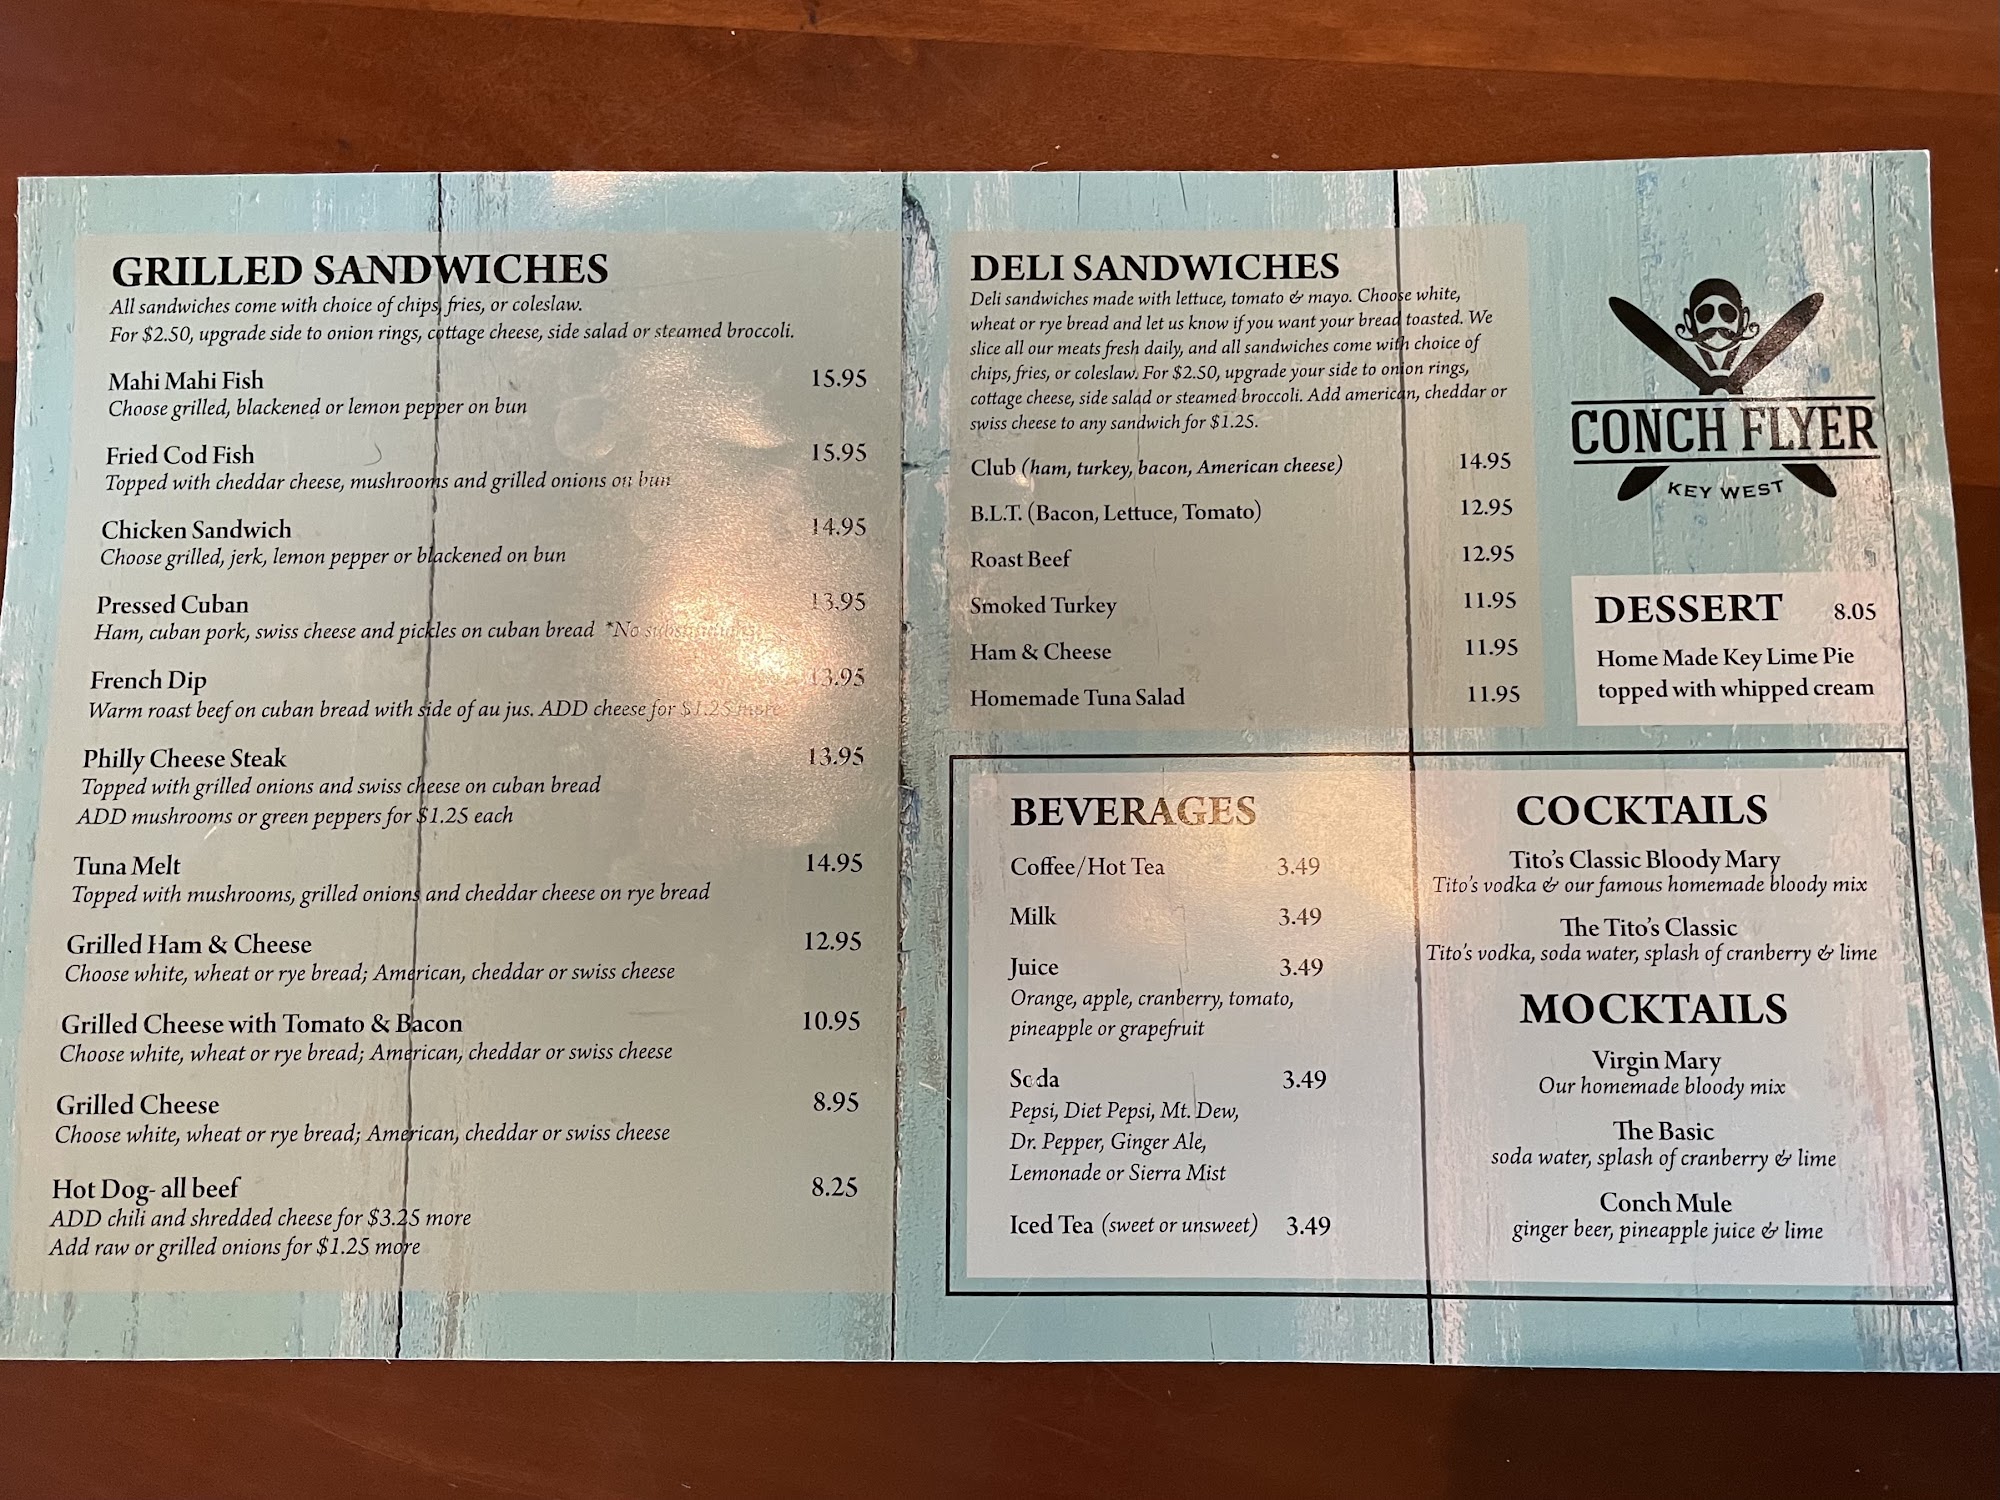 GRILLED SANDWICHES
All sandwiches come with choice of chips, fries, or coleslaw.
For $2.50, upgrade side to onion rings, cottage cheese, side salad or steamed broccoli.
Mahi Mahi Fish 15.95
Choose grilled, blackened or lemon pepper on bun
Fried Cod Fish 15.95
Topped with cheddar cheese, mushrooms and grilled onions on bun
Chicken Sandwich 14.95
Choose grilled, jerk, lemon pepper or blackened on bun
Pressed Cuban 13.95
Ham, cuban pork, swiss cheese and pickles on cuban bread *No
French Dip 13.95
Warm roast beef on cuban bread with side of au jus. ADD cheese for $1.25 more
Philly Cheese Steak 13.95
Topped with grilled onions and swiss cheese on cuban bread
ADD mushrooms or green peppers for $1.25 each
Tuna Melt 14.95
Topped with mushrooms, grilled onions and cheddar cheese on rye bread
Grilled Ham & Cheese 12.95
Choose white, wheat or rye bread; American, cheddar or swiss cheese
Grilled Cheese with Tomato & Bacon 10.95
Choose white, wheat or rye bread; American, cheddar or swiss cheese
Grilled Cheese 8.95
Choose white, wheat or rye bread; American, cheddar or swiss cheese
Hot Dog- all beef 8.25
ADD chili and shredded cheese for $3.25 more
Add raw or grilled onions for $1.25 more
DELI SANDWICHES
Deli sandwiches made with lettuce, tomato & mayo. Choose white,
wheat or rye bread and let us know if you want your bread toasted. We
slice all our meats fresh daily, and all sandwiches come with choice of
chips, fries, or coleslaw. For $2.50, upgrade your side to onion rings,
cottage cheese, side salad or steamed broccoli. Add american, cheddar or
swiss cheese to any sandwich for $1.25.
Club (ham, turkey, bacon, American cheese) 14.95
B.L.T. (Bacon, Lettuce, Tomato) 12.95
Roast Beef 12.95
Smoked Turkey 11.95
Ham & Cheese 11.95
Homemade Tuna Salad 11.95
CONCH FLYER
KEY WEST
DESSERT 8.05
Home Made Key Lime Pie
topped with whipped cream
BEVERAGES
Coffee/Hot Tea 3.49
Milk 3.49
Juice 3.49
Orange, apple, cranberry, tomato,
pineapple or grapefruit
Soda 3.49
Pepsi, Diet Pepsi, Mt. Dew,
Dr. Pepper, Ginger Ale,
Lemonade or Sierra Mist
Iced Tea (sweet or unsweet) 3.49
COCKTAILS
Tito's Classic Bloody Mary
Tito's vodka & our famous homemade bloody mix
The Tito's Classic
Tito's vodka, soda water, splash of cranberry & lime
MOCKTAILS
Virgin Mary
Our homemade bloody mix
The Basic
soda water, splash of cranberry & lime
Conch Mule
ginger beer, pineapple juice & lime